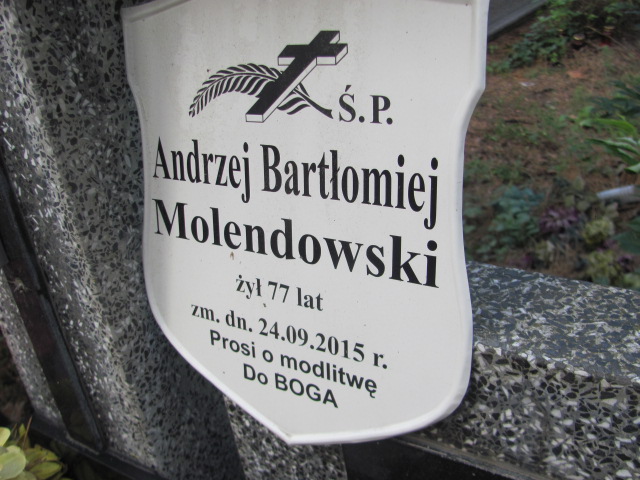 Ś.P.
Andrzej Bartłomiej
Molendowski
żył 77 lat
zm. dn. 24.09.2015 r.
Prosi o modlitwę
Do BOGA